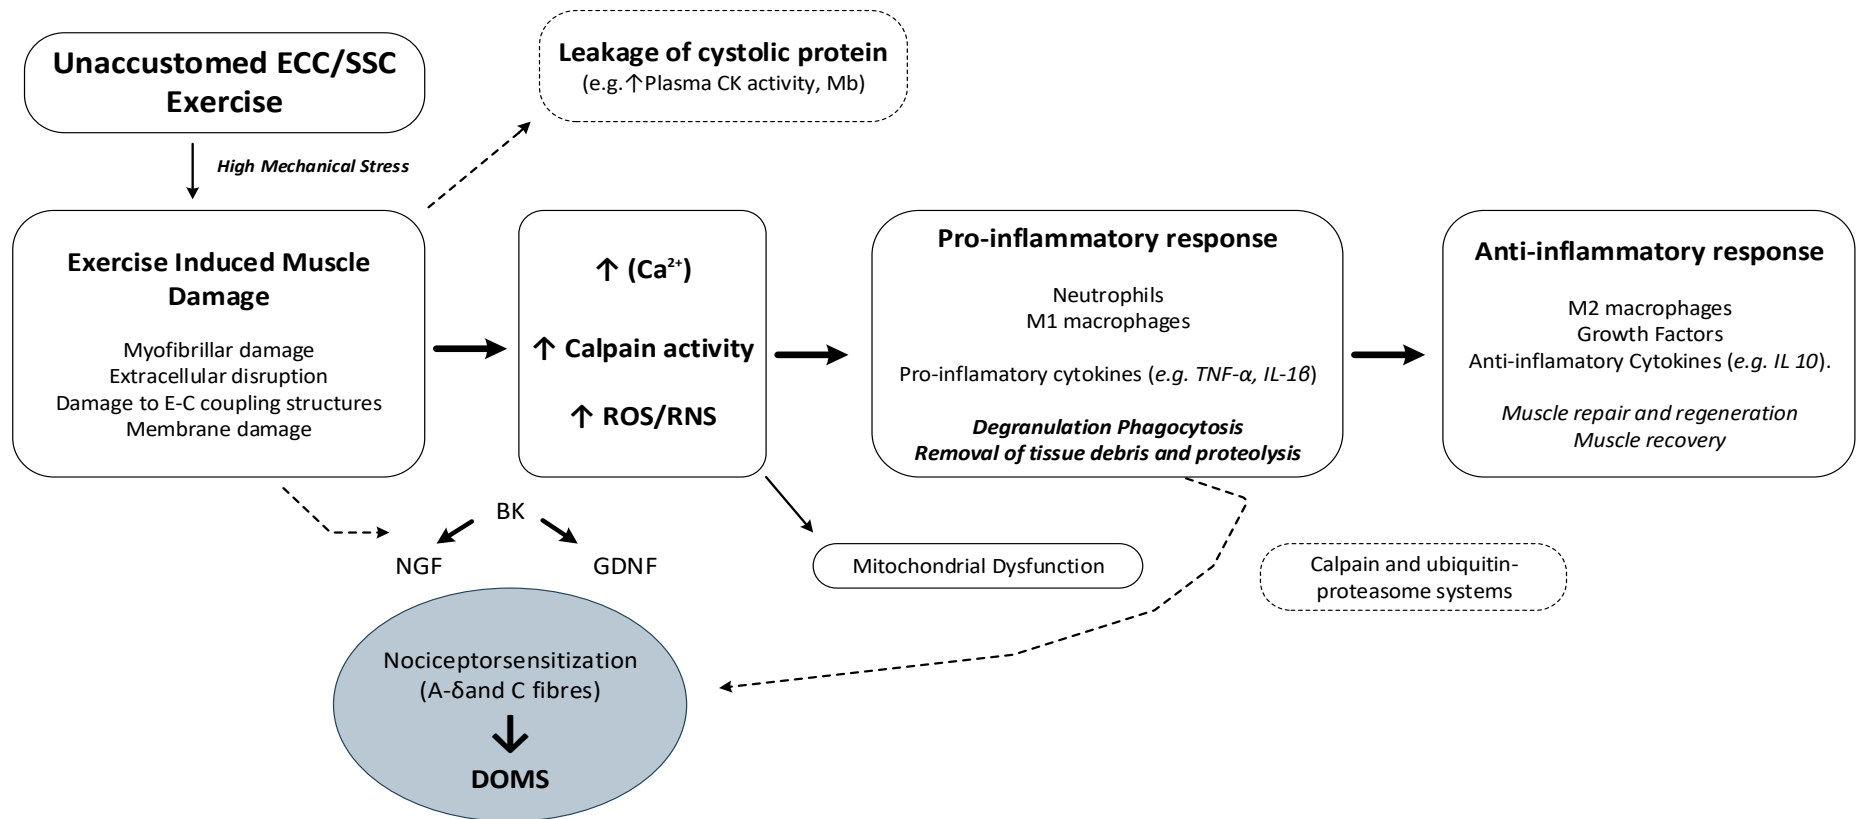 Unaccustomed ECC/SSC
Exercise
Leakage of cystolic protein
(e.g.↑Plasma CK activity, Mb)
High Mechanical Stress
Exercise Induced Muscle
Damage
Myofibrillar damage
Extracellular disruption
Damage to E-C coupling structures
Membrane damage
↑ (Ca²⁺)
↑ Calpain activity
↑ ROS/RNS
Pro-inflammatory response
Neutrophils
M1 macrophages
Pro-inflamatory cytokines (e.g. TNF-α, IL-1β)
Degranulation Phagocytosis
Removal of tissue debris and proteolysis
Anti-inflammatory response
M2 macrophages
Growth Factors
Anti-inflamatory Cytokines (e.g. IL 10).
Muscle repair and regeneration
Muscle recovery
BK
NGF
GDNF
Mitochondrial Dysfunction
Calpain and ubiquitin-
proteasome systems
Nociceptorsensitization
(A-δand C fibres)
DOMS